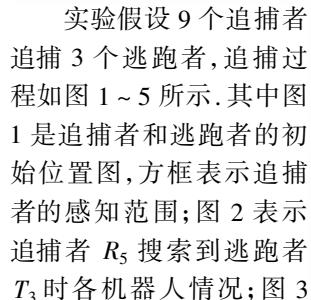 实验假设 9 个追捕者
追捕 3 个逃跑者,追捕过
程如图 1 ~ 5 所示.其中图
1 是追捕者和逃跑者的初
始位置图,方框表示追捕
者的感知范围;图 2 表示
追捕者 R₅ 搜索到逃跑者
T₃ 时各机器人情况;图 3